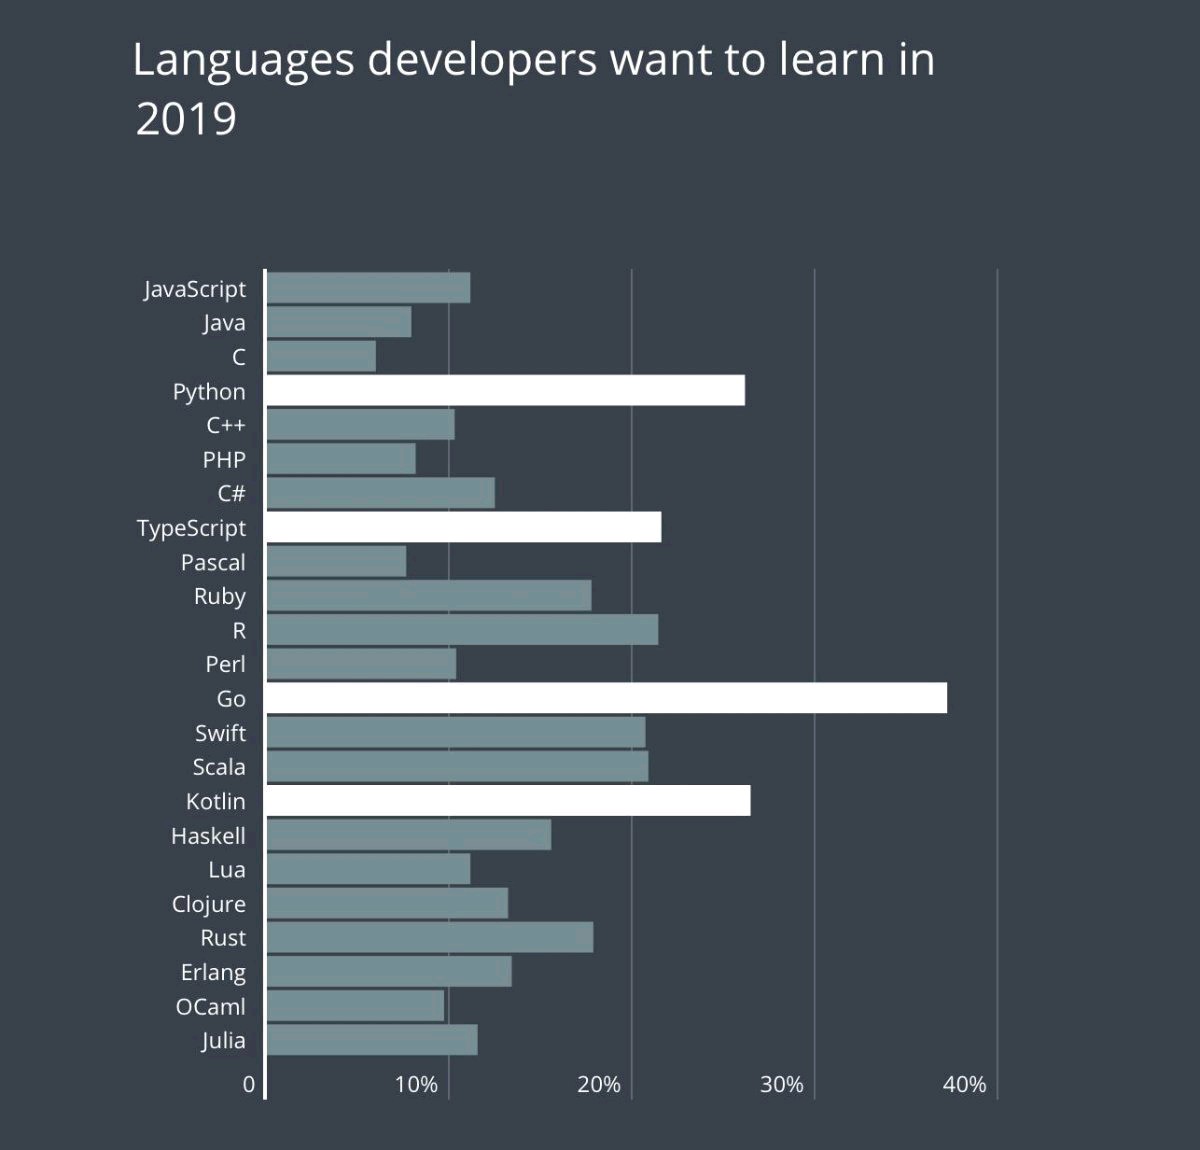 Languages developers want to learn in
2019
JavaScript
Java
C
Python
C++
PHP
C#
TypeScript
Pascal
Ruby
R
Perl
Go
Swift
Scala
Kotlin
Haskell
Lua
Clojure
Rust
Erlang
OCaml
Julia
0 10% 20% 30% 40%